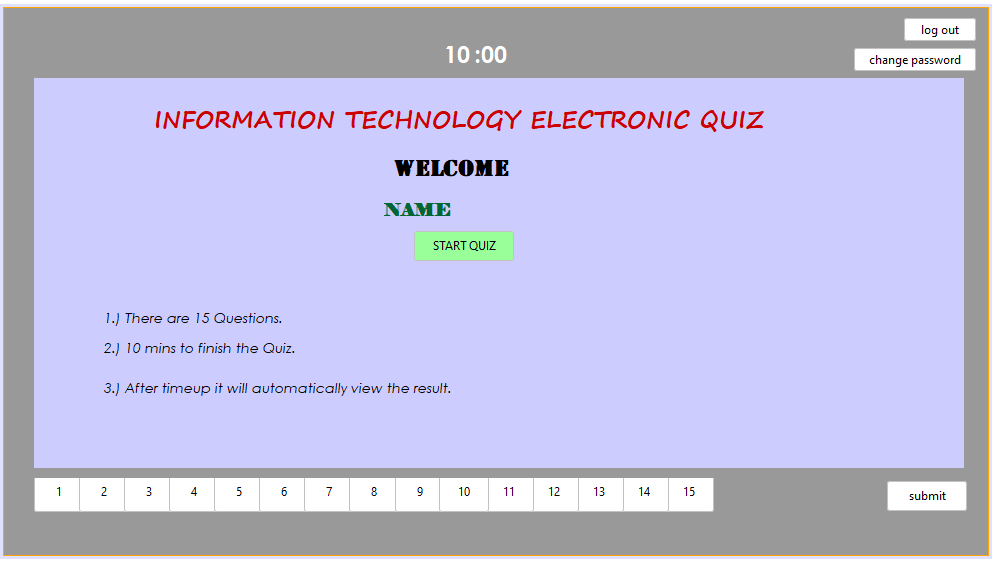 log out
10 :00
change password
INFORMATION TECHNOLOGY ELECTRONIC QUIZ
WELCOME
NAME
START QUIZ
1.) There are 15 Questions.
2.) 10 mins to finish the Quiz.
3.) After timeup it will automatically view the result.
1 2 3 4 5 6 7 8 9 10 11 12 13 14 15
submit